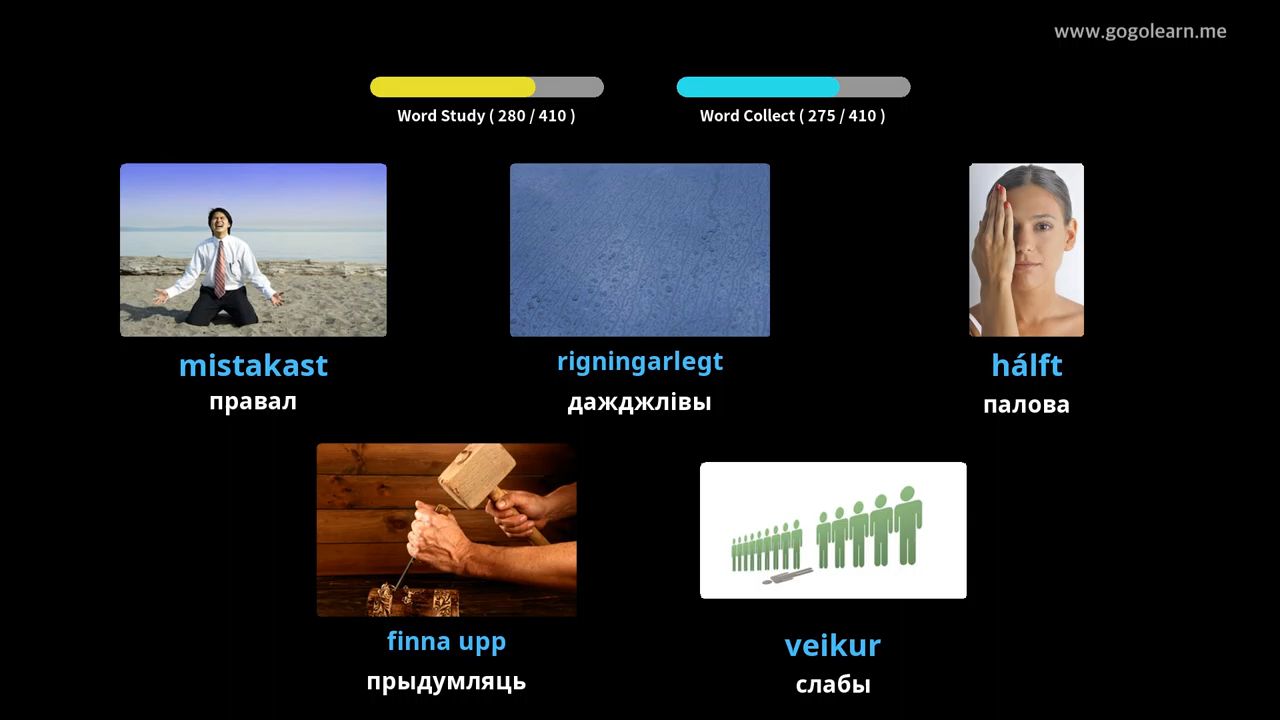 www.gogolearn.me
Word Study ( 280 / 410 )
Word Collect ( 275 / 410 )
mistakast
правал
rigningarlegt
дажджлівы
hálft
палова
finna upp
прыдумляць
veikur
слабы